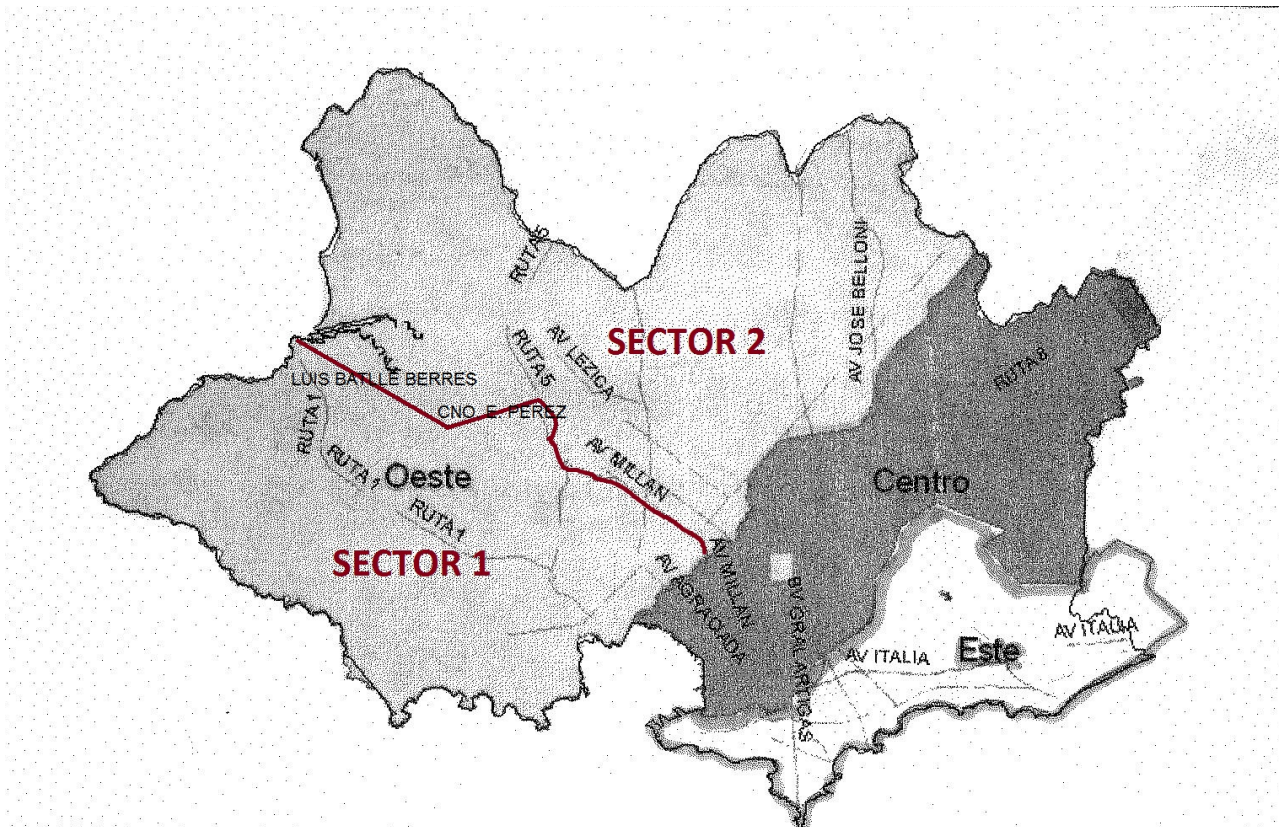 RUTA 5
AV JOSE BELLONI
SECTOR 2
RUTA 5
AV LEZICA
RUTA 8
LUIS BATLLE BERRES
CNO. E. PEREZ
RUTA 1
AV MILLAN
RUTA 1
Oeste
Centro
RUTA 1
SECTOR 1
AV MILLAN
AV AGRACIADA
BV GRAL ARTIGAS
AV ITALIA
Este
AV ITALIA